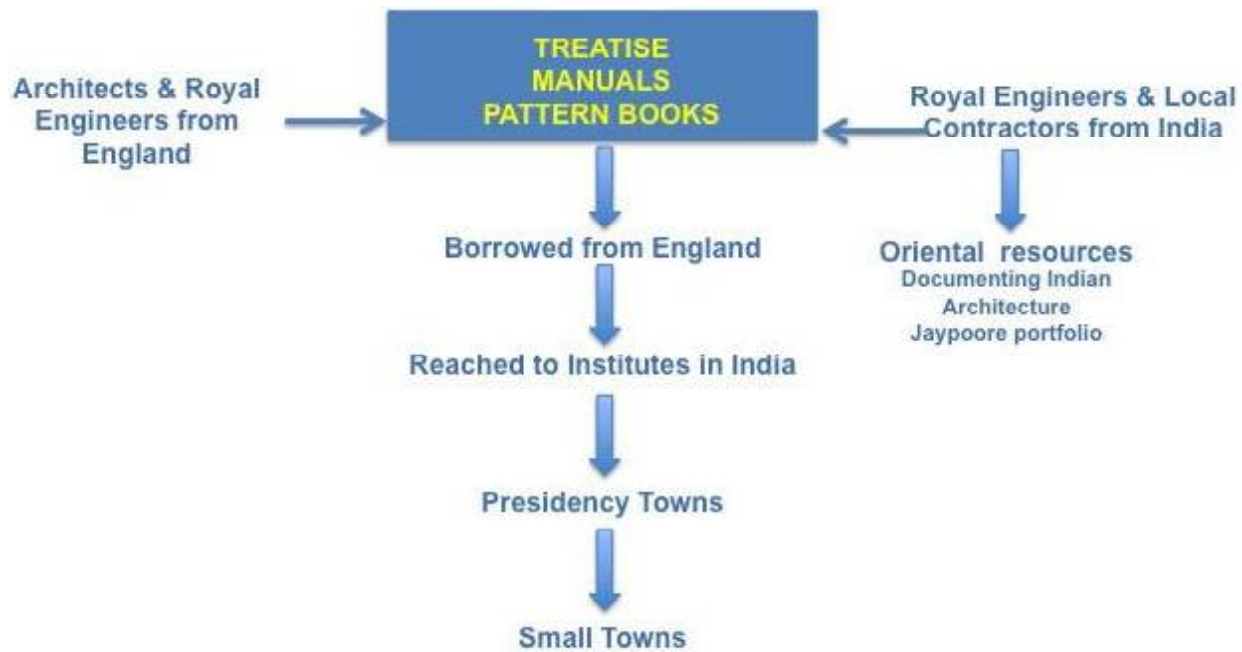 TREATISE
MANUALS
PATTERN BOOKS
Architects & Royal
Engineers from
England
Royal Engineers & Local
Contractors from India
Borrowed from England
Oriental resources
Documenting Indian
Architecture
Jaypoore portfolio
Reached to Institutes in India
Presidency Towns
Small Towns